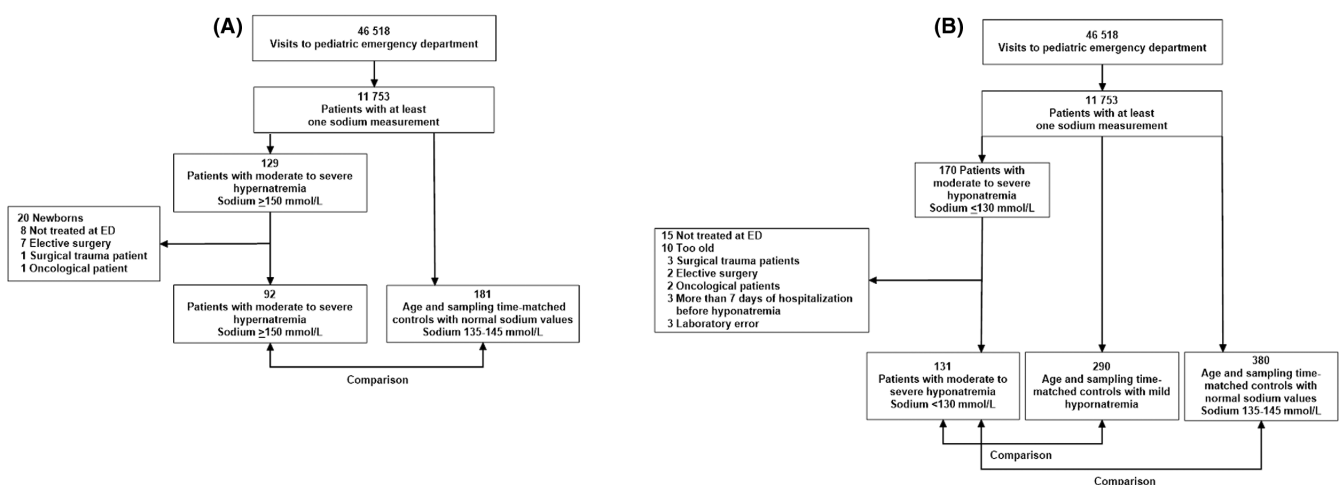 (A)
46 518
Visits to pediatric emergency department
11 753
Patients with at least
one sodium measurement
129
Patients with moderate to severe
hypernatremia
Sodium ≥150 mmol/L
20 Newborns
8 Not treated at ED
7 Elective surgery
1 Surgical trauma patient
1 Oncological patient
92
Patients with moderate to severe
hypernatremia
Sodium ≥150 mmol/L
181
Age and sampling time-matched
controls with normal sodium values
Sodium 135-145 mmol/L
Comparison
(B)
46 518
Visits to pediatric emergency department
11 753
Patients with at least
one sodium measurement
170 Patients with
moderate to severe
hyponatremia
Sodium ≤130 mmol/L
15 Not treated at ED
10 Too old
3 Surgical trauma patients
2 Elective surgery
2 Oncological patients
3 More than 7 days of hospitalization
before hyponatremia
3 Laboratory error
131
Patients with moderate to
severe hyponatremia
Sodium <130 mmol/L
290
Age and sampling time-
matched controls with mild
hypornatremia
380
Age and sampling time-
matched controls with
normal sodium values
Sodium 135-145 mmol/L
Comparison
Comparison